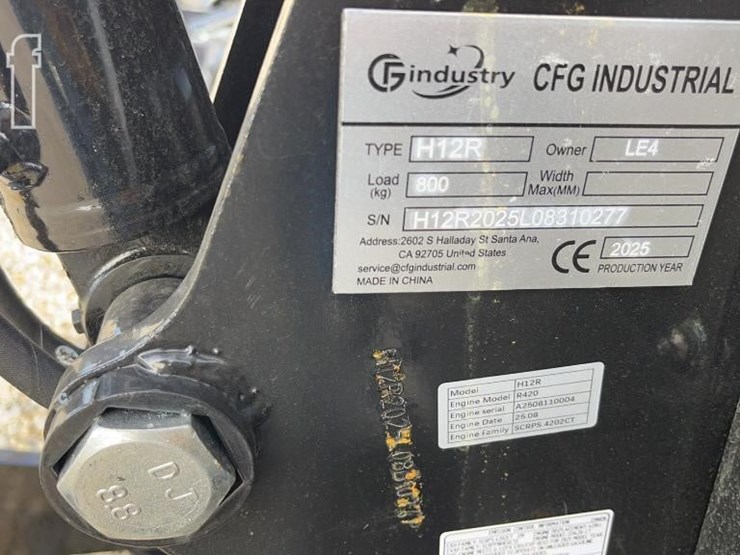 f
CFG industry CFG INDUSTRIAL
TYPE H12R Owner LE4
Load (kg) 800 Width Max(MM)
S/N H12R2025L08310277
Address:2602 S Halladay St Santa Ana,
CA 92705 United States
service@cfgindustrial.com
MADE IN CHINA
CE 2025
PRODUCTION YEAR
Model H12R
Engine Model R420
Engine serial A2508110004
Engine Date 25.08
Engine Family SCRPS.4202CT
DJ
8.8